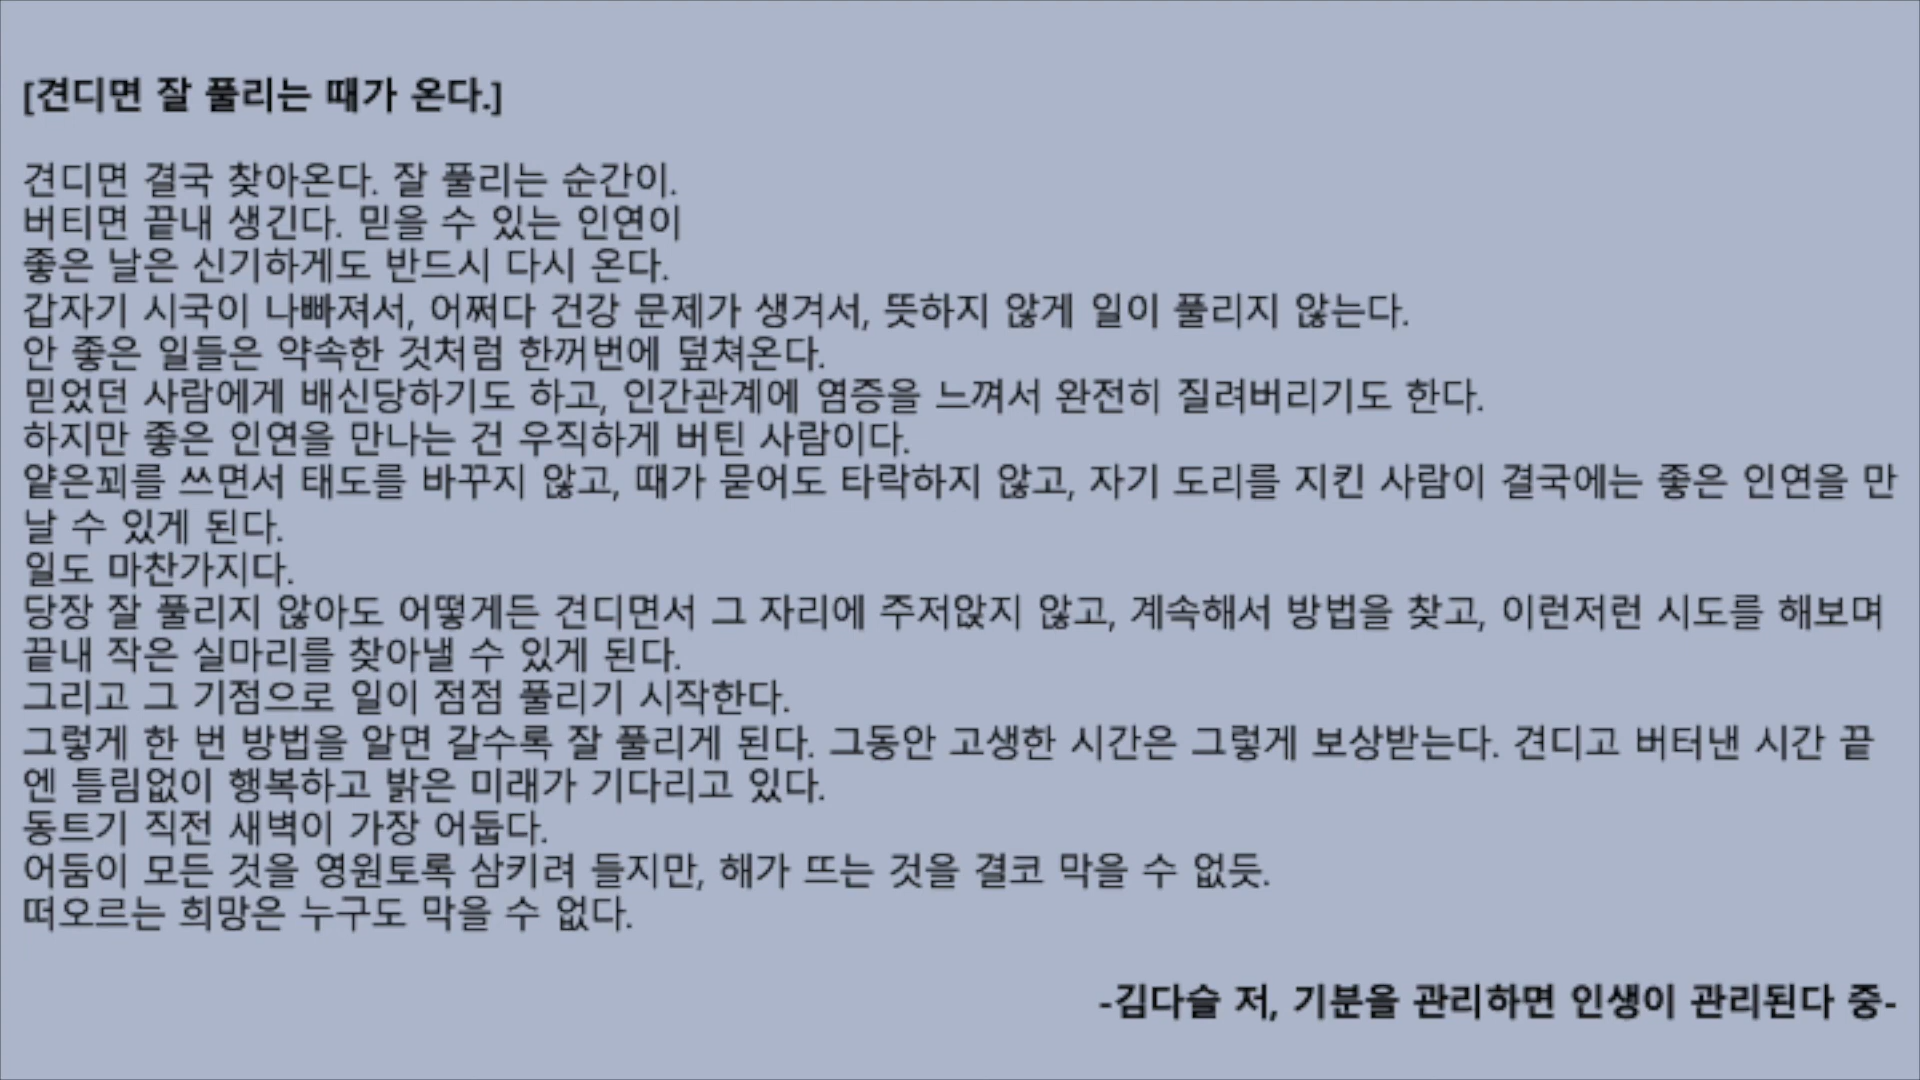 [견디면 잘 풀리는 때가 온다.]
견디면 결국 찾아온다. 잘 풀리는 순간이.
버티면 끝내 생긴다. 믿을 수 있는 인연이
좋은 날은 신기하게도 반드시 다시 온다.
갑자기 시국이 나빠져서, 어쩌다 건강 문제가 생겨서, 뜻하지 않게 일이 풀리지 않는다.
안 좋은 일들은 약속한 것처럼 한꺼번에 덮쳐온다.
믿었던 사람에게 배신당하기도 하고, 인간관계에 염증을 느껴서 완전히 질려버리기도 한다.
하지만 좋은 인연을 만나는 건 우직하게 버틴 사람이다.
얕은꾀를 쓰면서 태도를 바꾸지 않고, 때가 묻어도 타락하지 않고, 자기 도리를 지킨 사람이 결국에는 좋은 인연을 만
날 수 있게 된다.
일도 마찬가지다.
당장 잘 풀리지 않아도 어떻게든 견디면서 그 자리에 주저앉지 않고, 계속해서 방법을 찾고, 이런저런 시도를 해보며
끝내 작은 실마리를 찾아낼 수 있게 된다.
그리고 그 기점으로 일이 점점 풀리기 시작한다.
그렇게 한 번 방법을 알면 갈수록 잘 풀리게 된다. 그동안 고생한 시간은 그렇게 보상받는다. 견디고 버터낸 시간 끝
엔 틀림없이 행복하고 밝은 미래가 기다리고 있다.
동트기 직전 새벽이 가장 어둡다.
어둠이 모든 것을 영원토록 삼키려 들지만, 해가 뜨는 것을 결코 막을 수 없듯.
떠오르는 희망은 누구도 막을 수 없다.
-김다슬 저, 기분을 관리하면 인생이 관리된다 중-